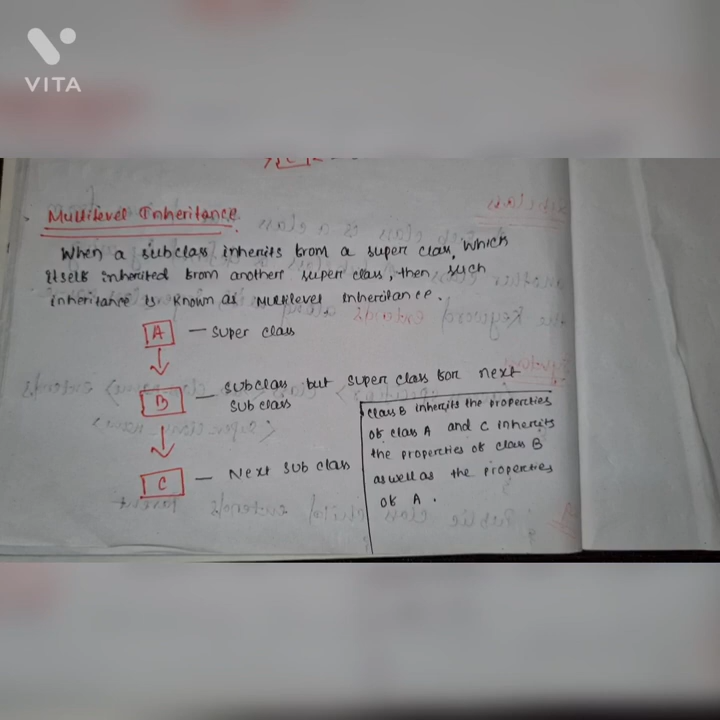 VITA
Multilevel Inheritance
When a subclass inherits from a super class, which
itself inherited from another super class, then, such
inheritance is known as Multilevel Inheritance.
A — super class
B — subclass but super class for next
sub class
class B inherits the properties
of class A and C inherits
the properties of class B
as well as the properties
of A.
C — Next sub class